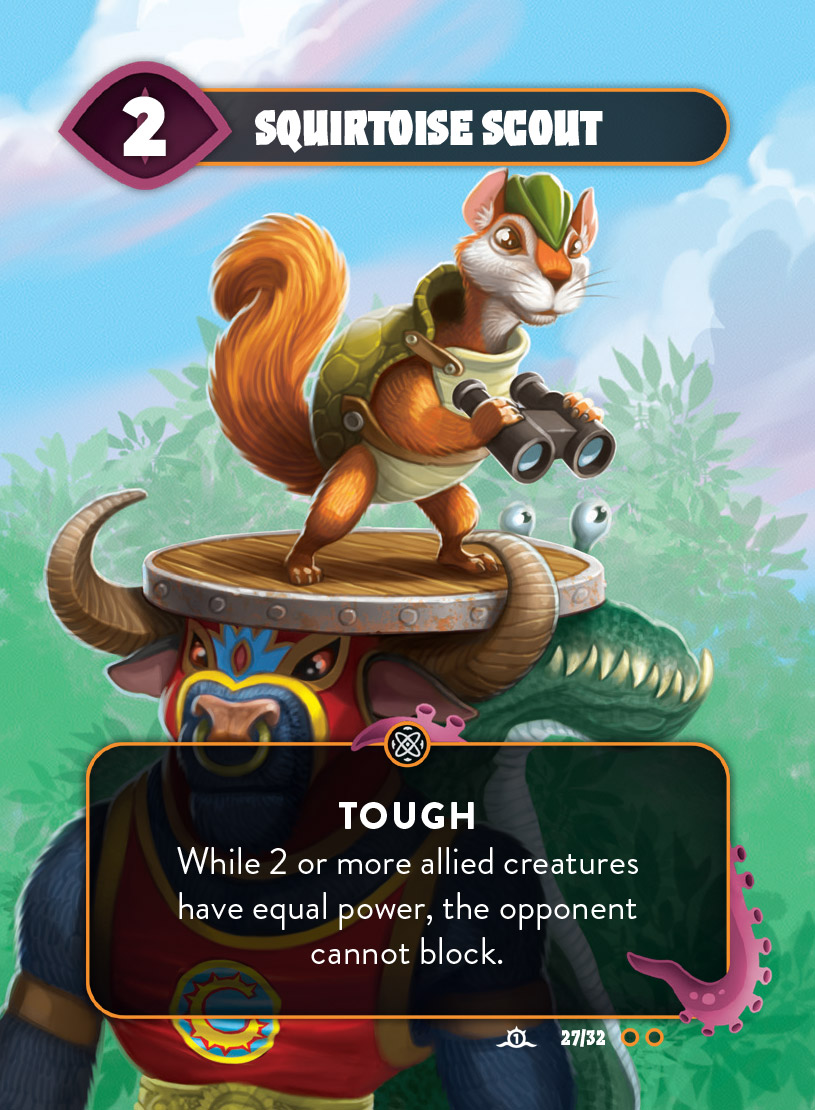 2
SQUIRTOISE SCOUT
TOUGH
While 2 or more allied creatures
have equal power, the opponent
cannot block.
1 27/32